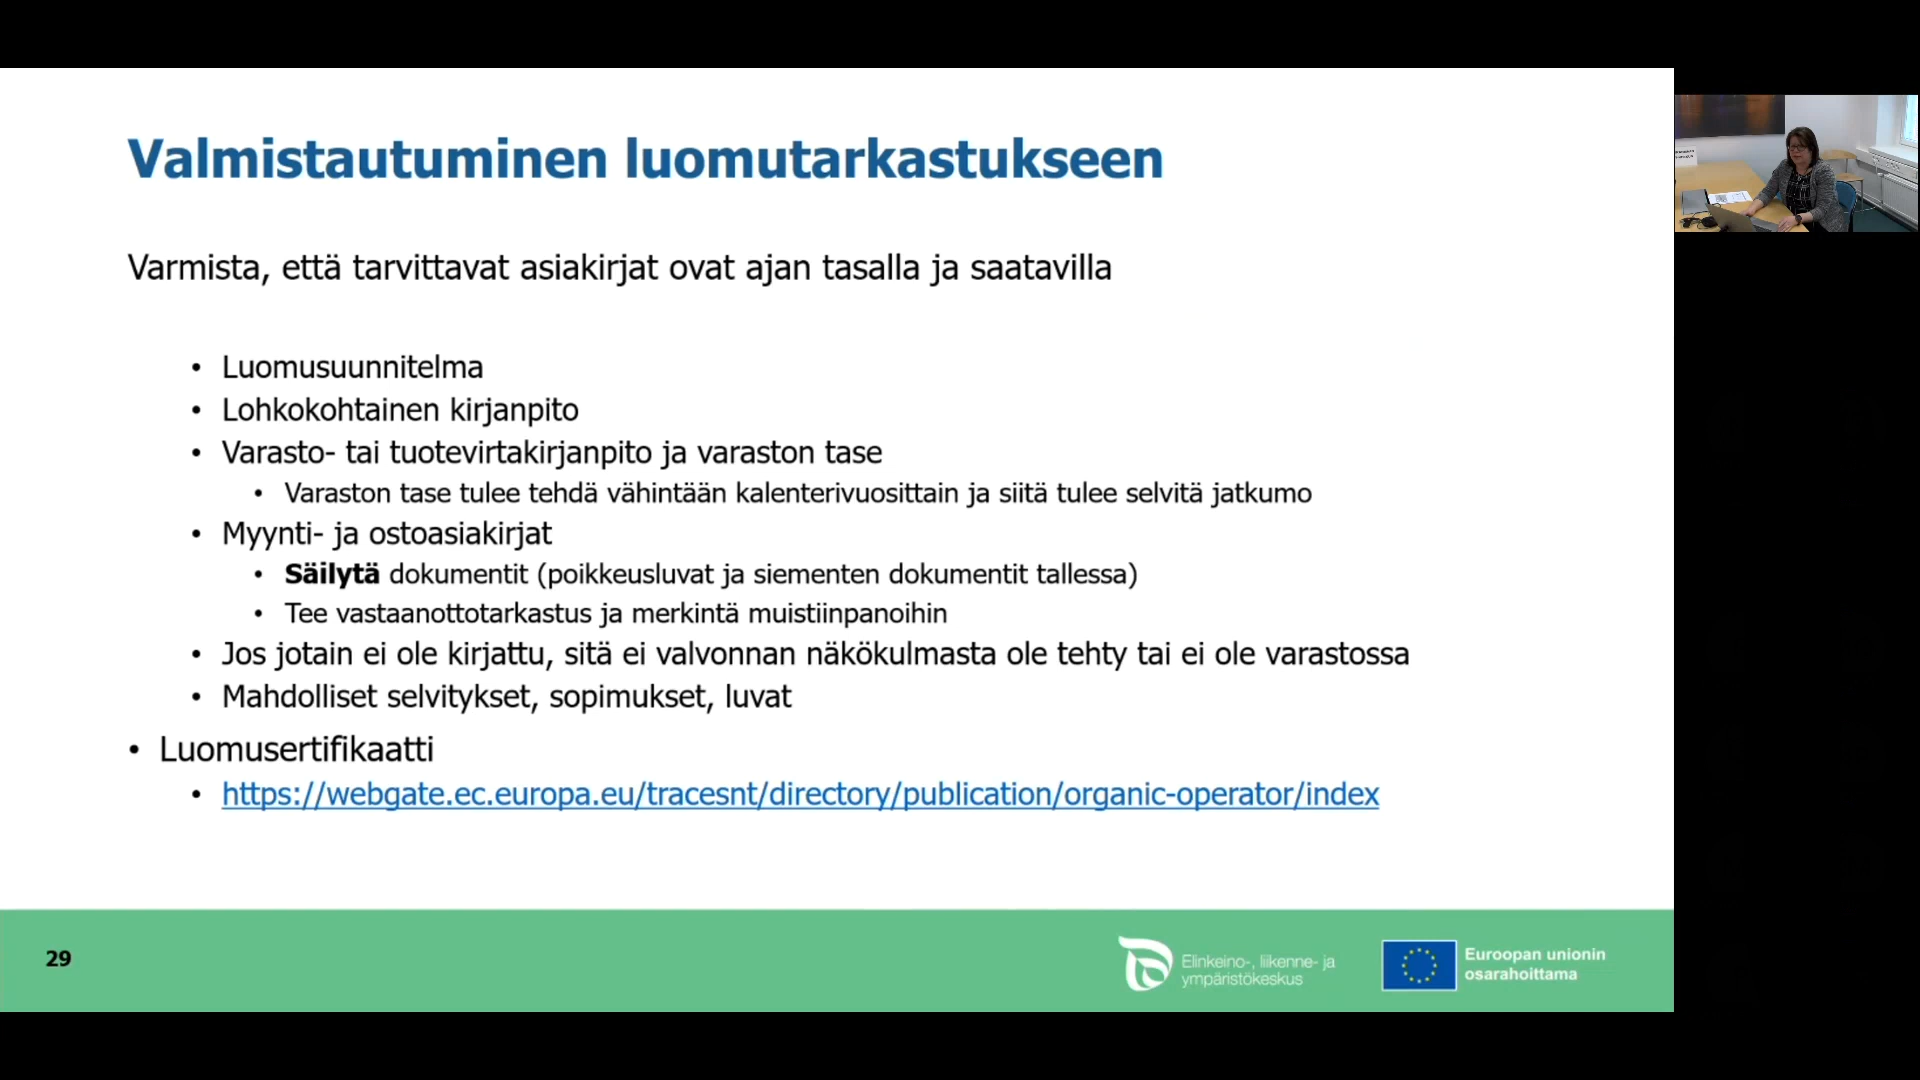 Valmistautuminen luomutarkastukseen
Varmista, että tarvittavat asiakirjat ovat ajan tasalla ja saatavilla
• Luomusuunnitelma
• Lohkokohtainen kirjanpito
• Varasto- tai tuotevirtakirjanpito ja varaston tase
• Varaston tase tulee tehdä vähintään kalenterivuosittain ja siitä tulee selvitä jatkumo
• Myynti- ja ostoasiakirjat
• Säilytä dokumentit (poikkeusluvat ja siementen dokumentit tallessa)
• Tee vastaanottotarkastus ja merkintä muistiinpanoihin
• Jos jotain ei ole kirjattu, sitä ei valvonnan näkökulmasta ole tehty tai ei ole varastossa
• Mahdolliset selvitykset, sopimukset, luvat
• Luomusertifikaatti
• https://webgate.ec.europa.eu/tracesnt/directory/publication/organic-operator/index
29
Elinkeino-, liikenne- ja
ympäristökeskus
Euroopan unionin
osarahoittama